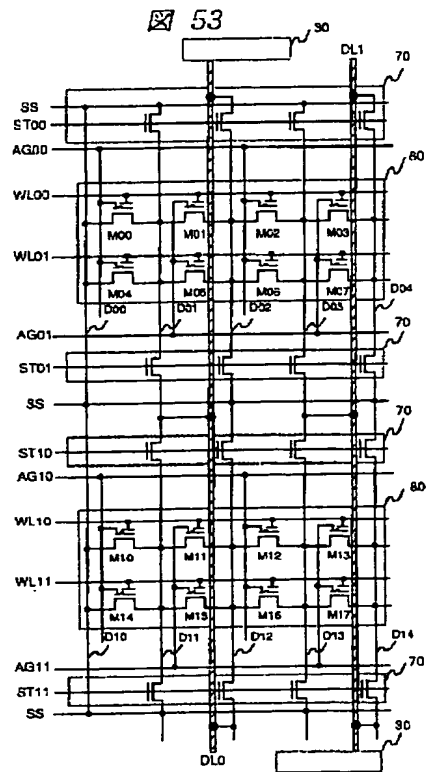 図 53
30
DL1
70
SS
ST00
AG00
80
WL00
M00 M01 M02 M03
WL01
M04 M05 M06 M07
D04
D00 D01 D02 D03
AG01
70
ST01
SS
70
ST10
AG10
80
WL10
M10 M11 M12 M13
WL11
M14 M15 M16 M17
D10 D11 D12 D13 D14
AG11
70
ST11
SS
30
DL0